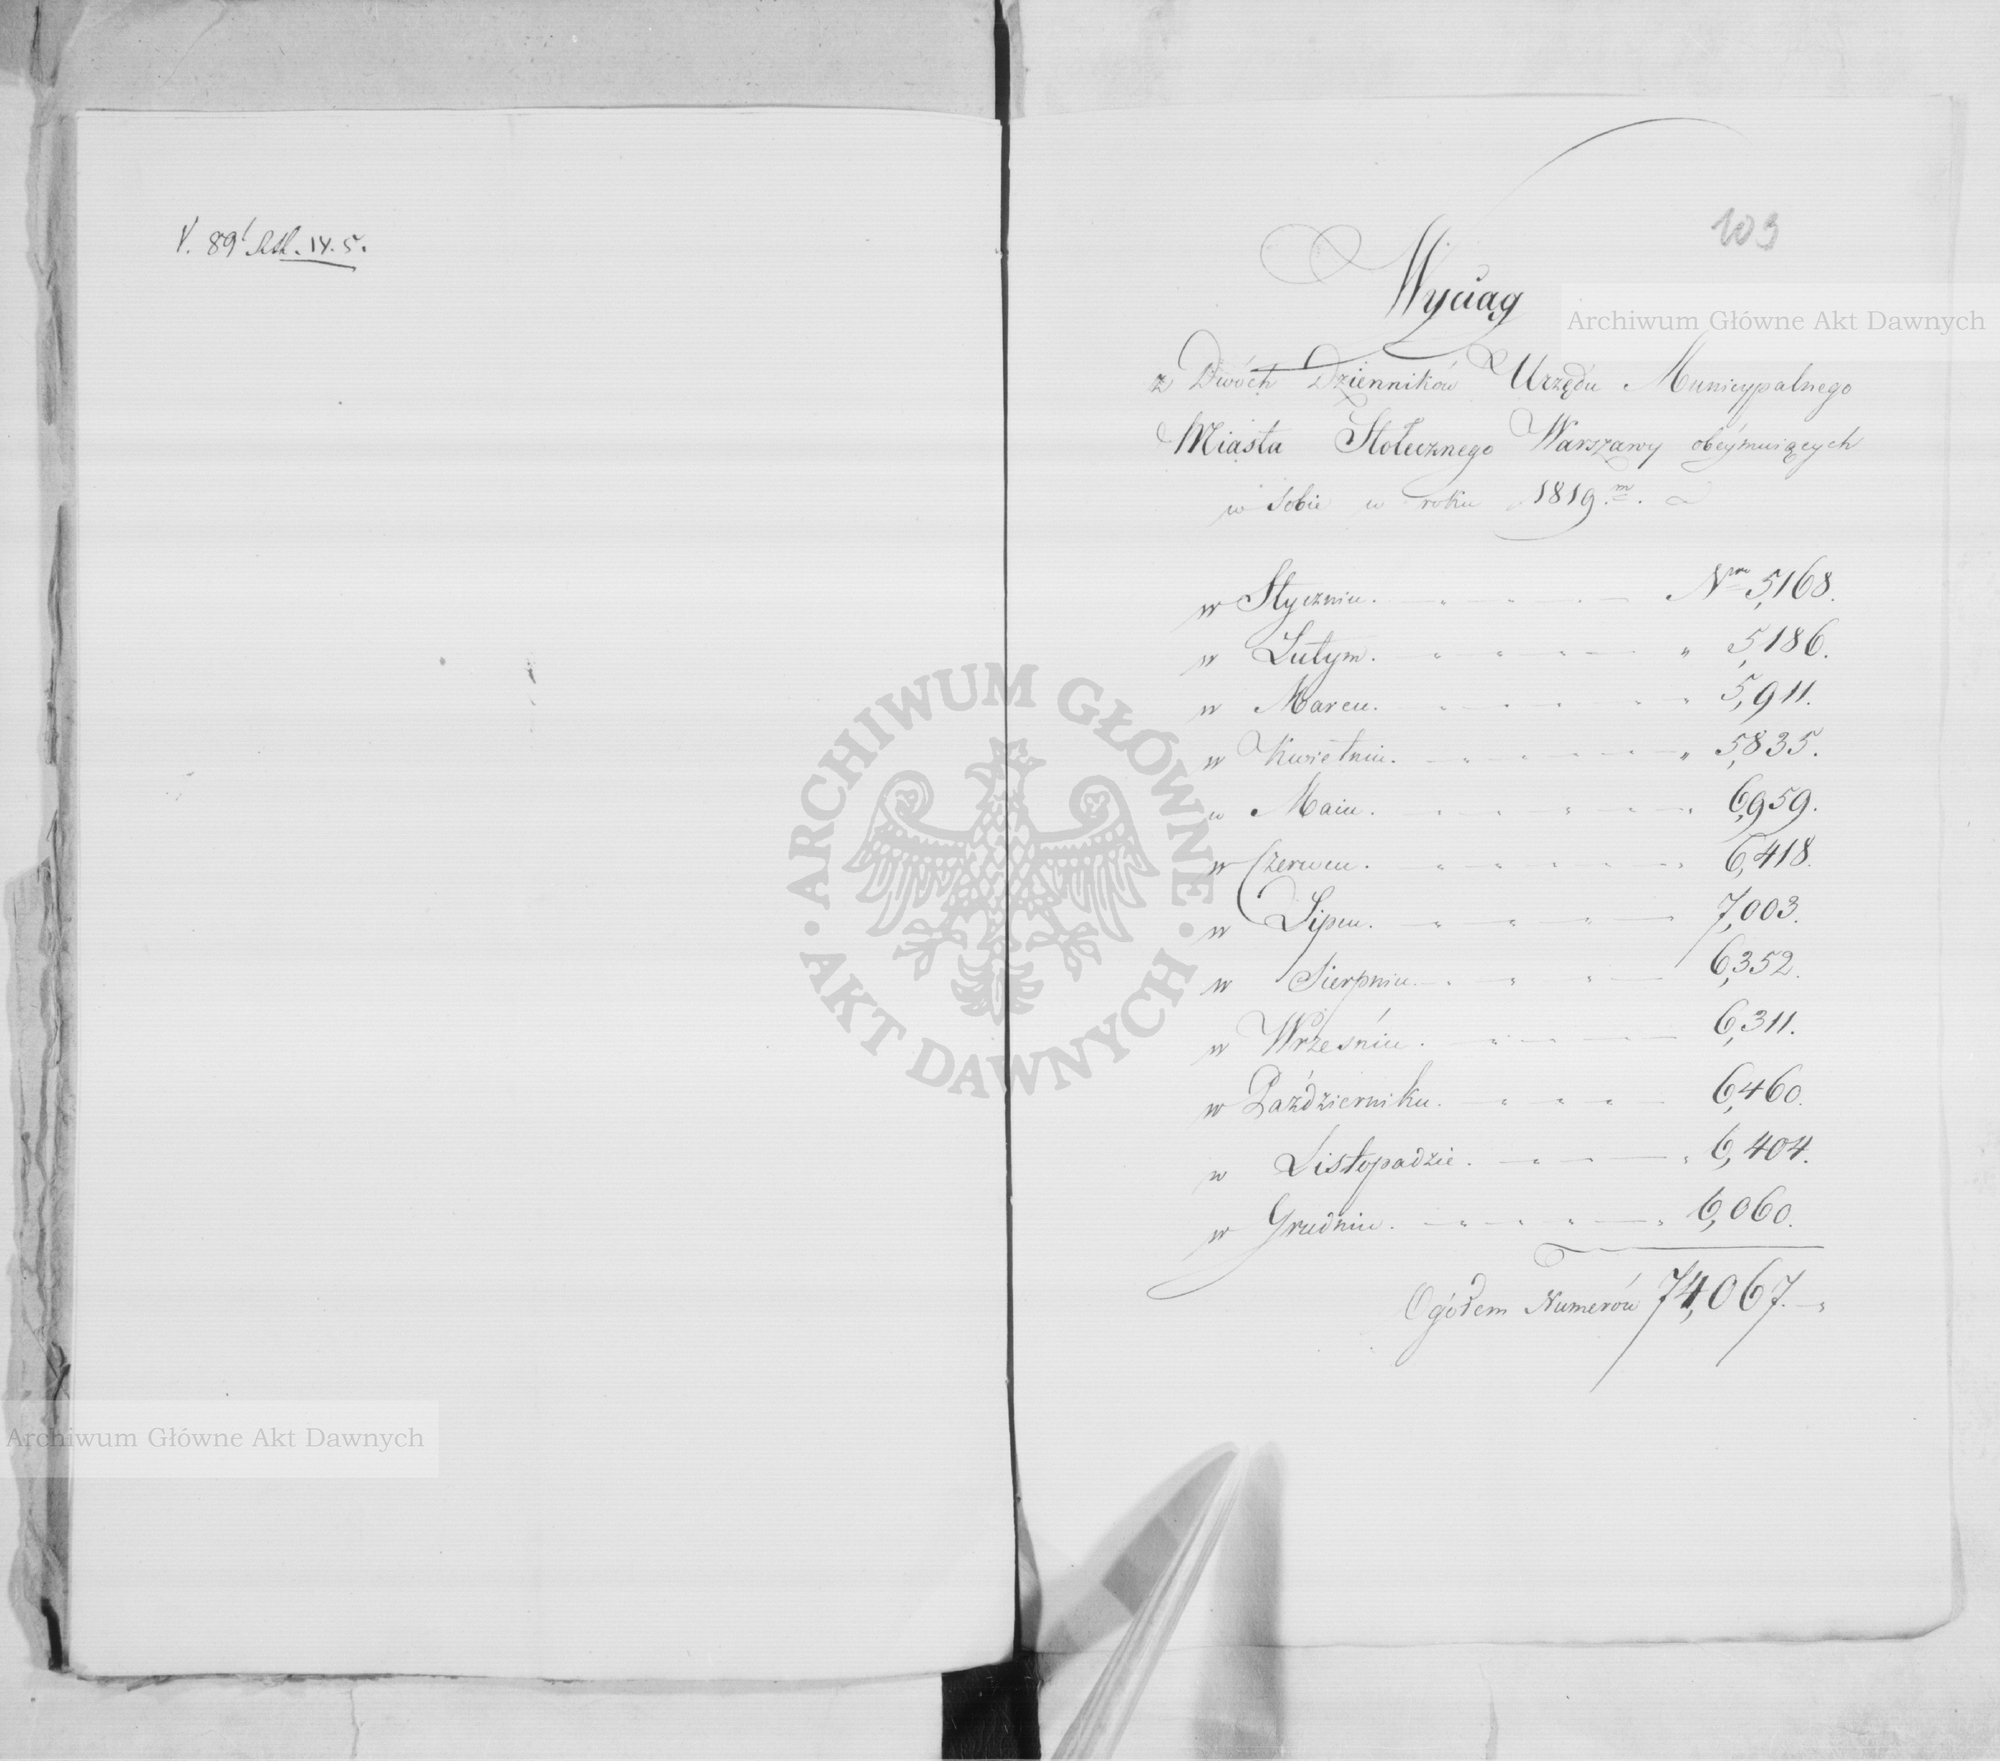 V. 89
14. 5.
103
Wyciąg
z Dwóch Dzienników Urzędu Municypalnego
Miasta Stołecznego Warszawy obeymuiących
w sobie w roku 1819.m
w Styczniu. Nro 5,168.
w Lutym. " 5,186.
w Marcu. " 5,911.
w Kwietniu. " 5,835.
w Maiu. " 6,959.
w Czerwcu. " 6,418.
w Lipcu. 7,003.
w Sierpniu. 6,352.
w Wrześniu. 6,311.
w Październiku. 6,460.
w Listopadzie. " 6,404.
w Grudniu. " 6,060.
Ogółem Numerów 74,067.
Archiwum Główne Akt Dawnych
ARCHIWUM GŁÓWNE
AKT DAWNYCH
Archiwum Główne Akt Dawnych